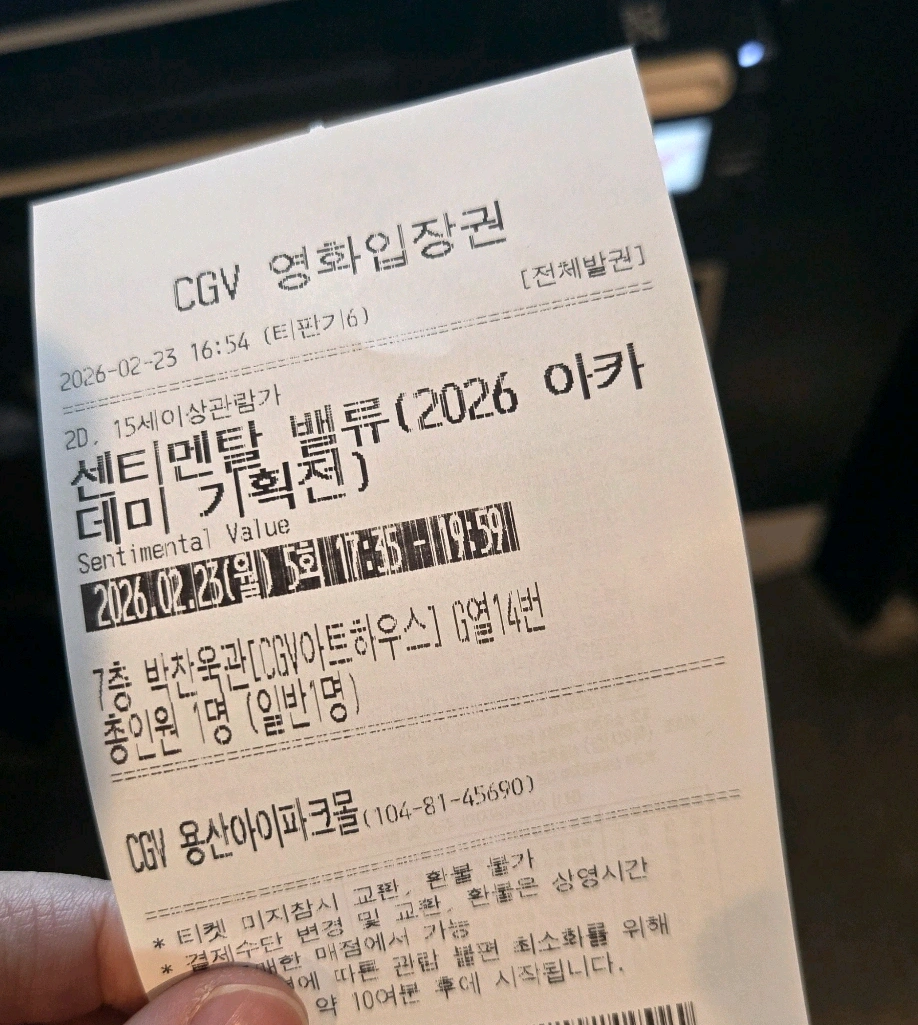 CGV 영화입장권
[전체발권]
2026-02-23 16:54 (티판기6)
2D, 15세이상관람가
센티멘탈 밸류(2026 아카
데미 기획전)
Sentimental Value
2026.02.23(월) 5회 17:35 - 19:59
7층 박찬욱관[CGV아트하우스] G열14번
총인원 1명 (일반1명)
CGV 용산아이파크몰(104-81-45690)
* 티켓 미지참시 교환, 환불 불가
* 결제수단 변경 및 교환, 환불은 상영시간
매한 매점에서 가능
에 따른 관람 불편 최소화를 위해
약 10여분 후에 시작됩니다.